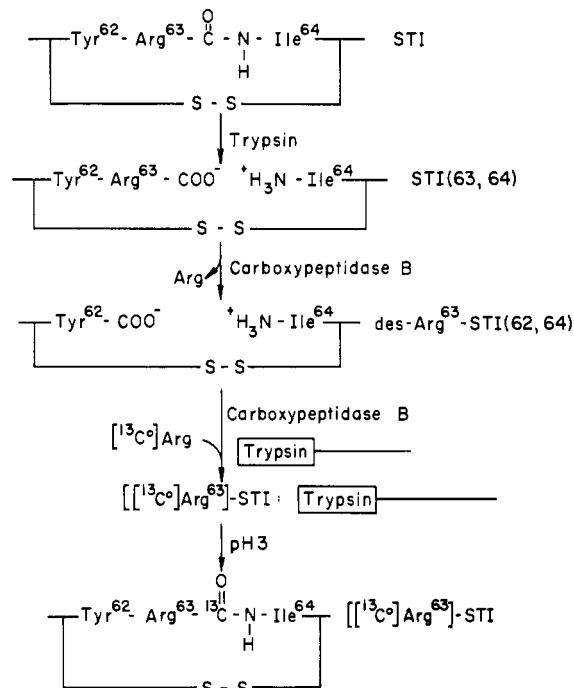 O
Tyr⁶² - Arg⁶³ - C - N - Ile⁶⁴ STI
H
S - S
Trypsin
Tyr⁶² - Arg⁶³ - COO⁻ ⁺H₃N - Ile⁶⁴ STI(63, 64)
S - S
Arg Carboxypeptidase B
Tyr⁶² - COO⁻ ⁺H₃N - Ile⁶⁴ des-Arg⁶³-STI(62, 64)
S - S
Carboxypeptidase B
[¹³C°]Arg Trypsin
[[¹³C°]Arg⁶³]-STI : Trypsin
pH3
O
Tyr⁶² - Arg⁶³ - ¹³C - N - Ile⁶⁴ [[¹³C°]Arg⁶³]-STI
H
S - S